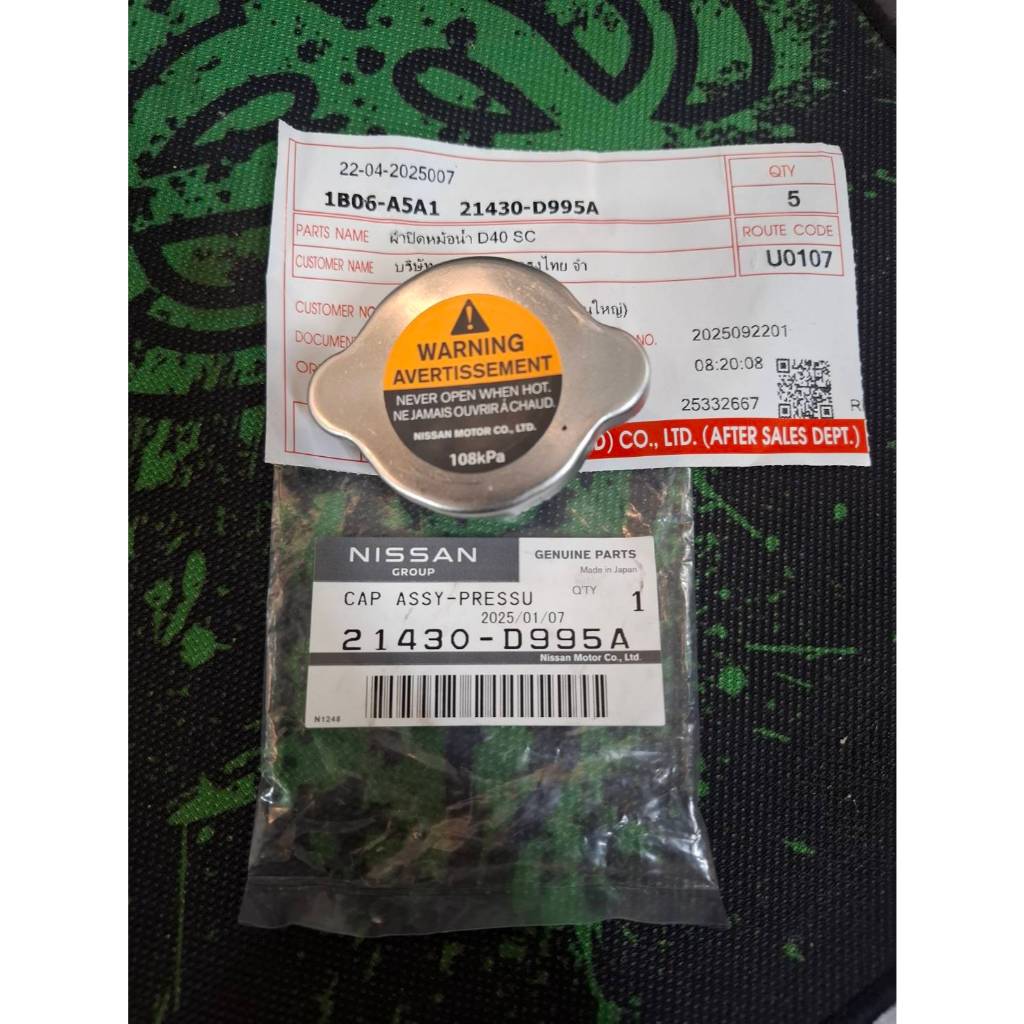 22-04-2025007
1B06-A5A1 21430-D995A
QTY
5
PARTS NAME ฝาปิดหม้อน้ำ D40 SC
ROUTE CODE
U0107
CUSTOMER NAME บริษัท
ไทย จำ
CUSTOMER
ใหญ่)
NO.
2025092201
08:20:08
25332667
D) CO., LTD. (AFTER SALES DEPT.)
WARNING
AVERTISSEMENT
NEVER OPEN WHEN HOT.
NE JAMAIS OUVRIR À CHAUD.
NISSAN MOTOR CO., LTD.
108kPa
NISSAN
GROUP
GENUINE PARTS
Made in Japan
CAP ASSY-PRESSU
Q'TY
1
2025/01/07
21430-D995A
Nissan Motor Co., Ltd.
N1248